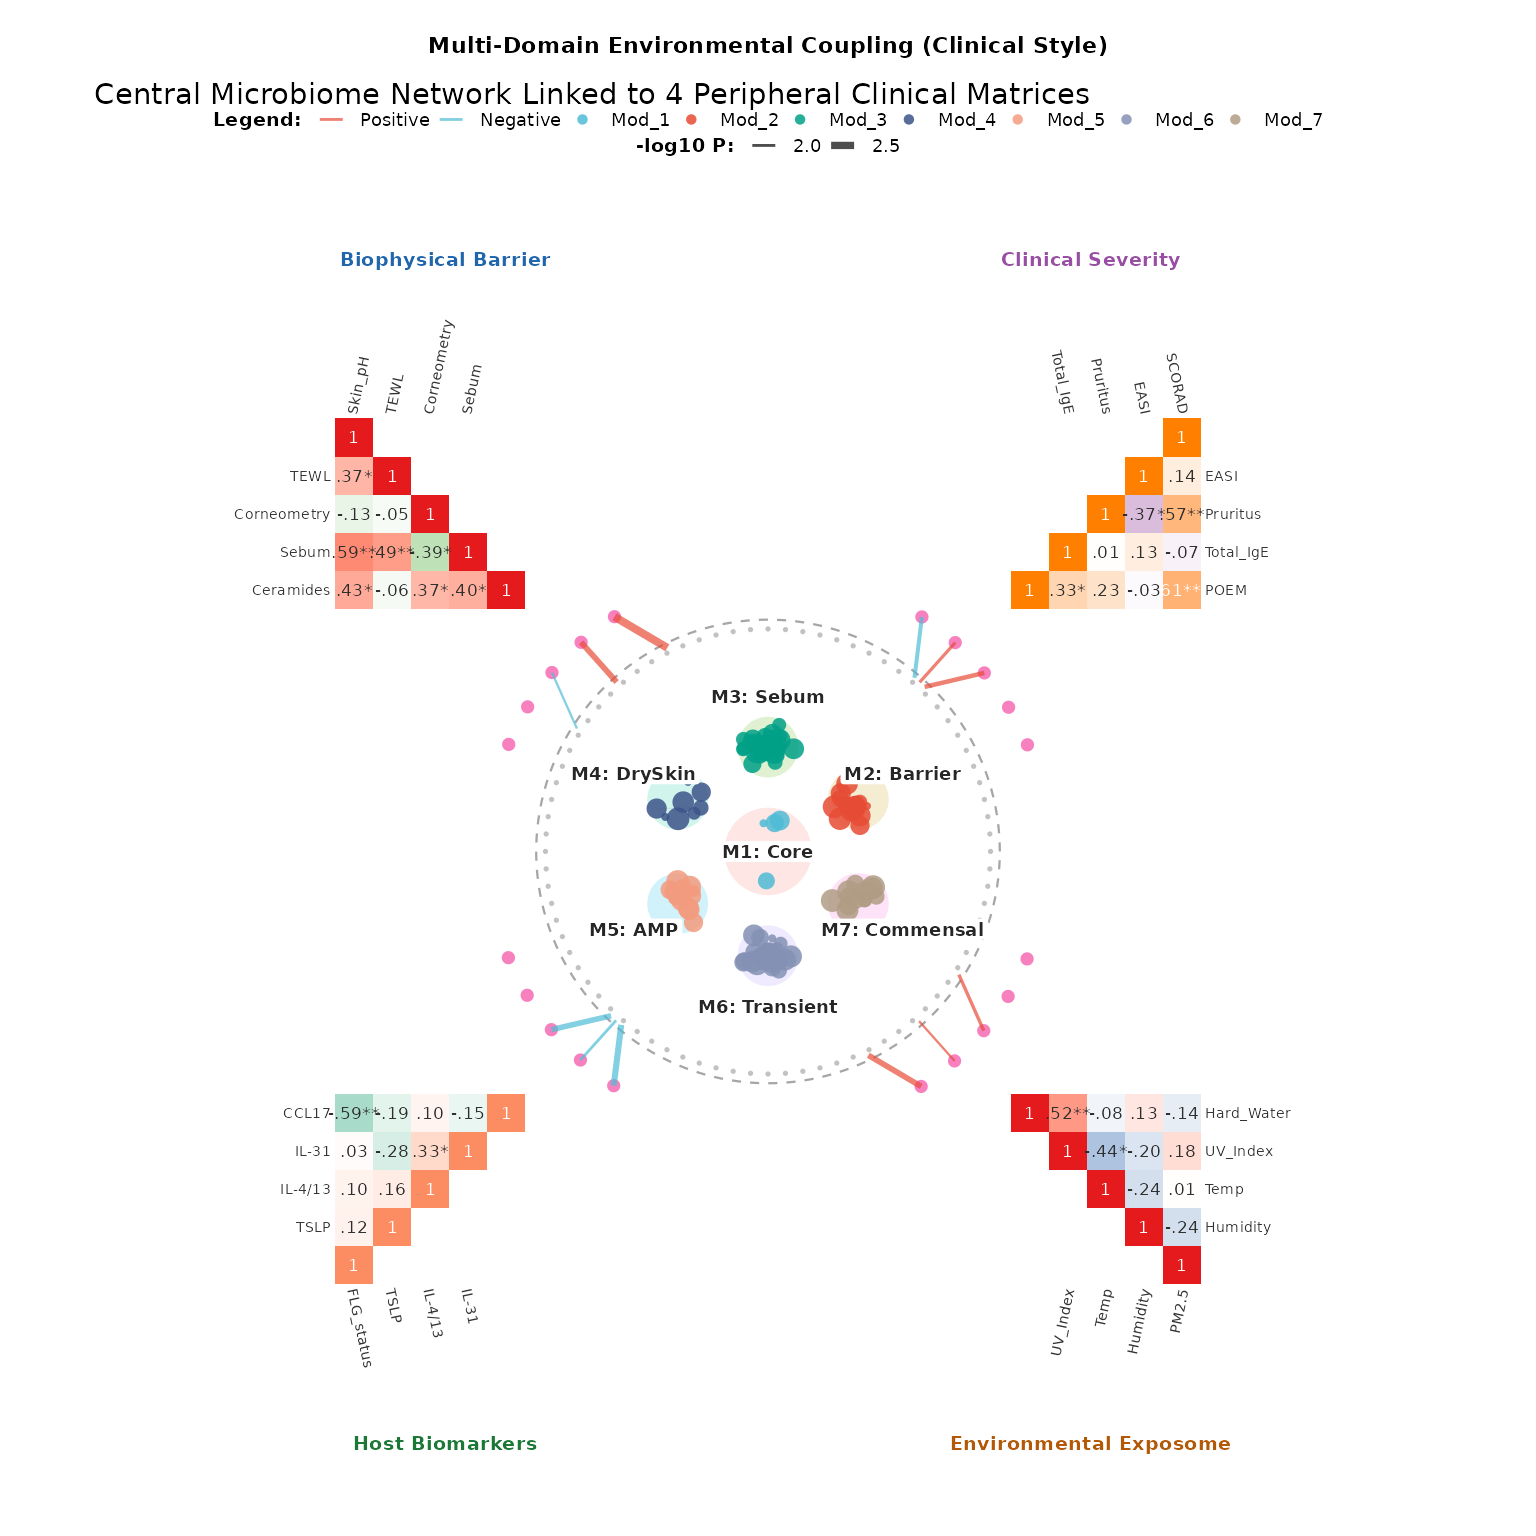 Multi-Domain Environmental Coupling (Clinical Style)
Central Microbiome Network Linked to 4 Peripheral Clinical Matrices
Legend: Positive Negative Mod_1 Mod_2 Mod_3 Mod_4 Mod_5 Mod_6 Mod_7
-log10 P: 2.0 2.5
Biophysical Barrier
Skin_pH TEWL Corneometry Sebum
1
TEWL .37* 1
Corneometry -.13 -.05 1
Sebum .59** .49** -.39* 1
Ceramides .43* -.06 .37* .40* 1
Clinical Severity
Total_IgE Pruritus EASI SCORAD
1
1 .14 EASI
1 -.37* .57** Pruritus
1 .01 .13 -.07 Total_IgE
1 .33* .23 -.03 .61** POEM
M3: Sebum
M4: DrySkin
M2: Barrier
M1: Core
M5: AMP
M7: Commensal
M6: Transient
CCL17 -.59** -.19 .10 -.15 1
IL-31 .03 -.28 .33* 1
IL-4/13 .10 .16 1
TSLP .12 1
1
FLG_status TSLP IL-4/13 IL-31
Host Biomarkers
1 .52** -.08 .13 -.14 Hard_Water
1 -.44* -.20 .18 UV_Index
1 -.24 .01 Temp
1 -.24 Humidity
1
UV_Index Temp Humidity PM2.5
Environmental Exposome